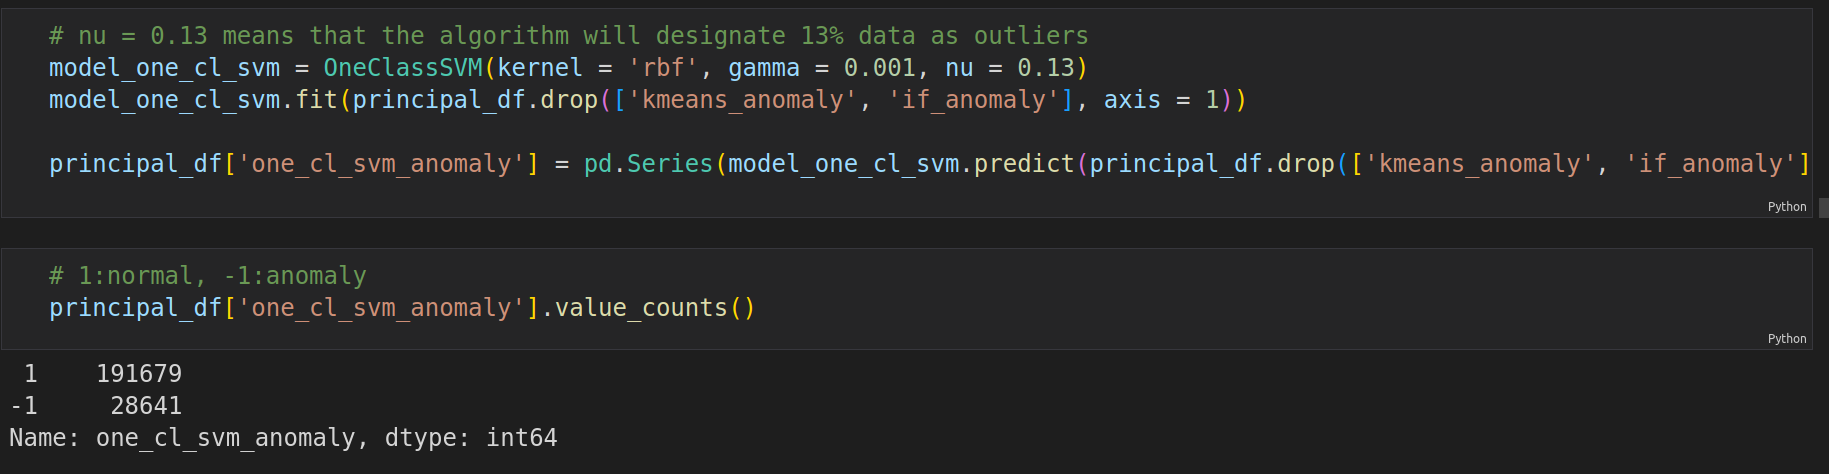 # nu = 0.13 means that the algorithm will designate 13% data as outliers
model_one_cl_svm = OneClassSVM(kernel = 'rbf', gamma = 0.001, nu = 0.13)
model_one_cl_svm.fit(principal_df.drop(['kmeans_anomaly', 'if_anomaly'], axis = 1))
principal_df['one_cl_svm_anomaly'] = pd.Series(model_one_cl_svm.predict(principal_df.drop(['kmeans_anomaly', 'if_anomaly']
Python
# 1:normal, -1:anomaly
principal_df['one_cl_svm_anomaly'].value_counts()
Python
 1    191679
-1     28641
Name: one_cl_svm_anomaly, dtype: int64